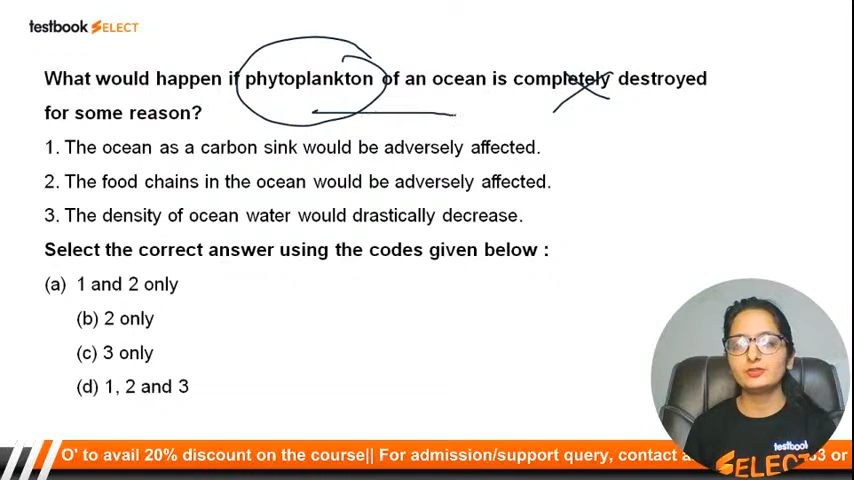 testbook SELECT
What would happen if phytoplankton of an ocean is completely destroyed
for some reason?
1. The ocean as a carbon sink would be adversely affected.
2. The food chains in the ocean would be adversely affected.
3. The density of ocean water would drastically decrease.
Select the correct answer using the codes given below :
(a) 1 and 2 only
(b) 2 only
(c) 3 only
(d) 1, 2 and 3
testbook
SELECT
O' to avail 20% discount on the course|| For admission/support query, contact 3 or